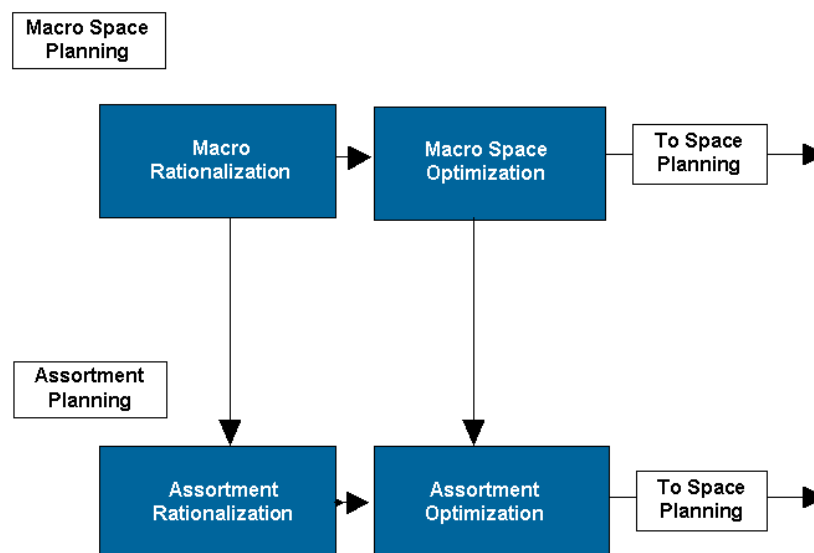 Macro Space
Planning
Macro
Rationalization
Macro Space
Optimization
To Space
Planning
Assortment
Planning
Assortment
Rationalization
Assortment
Optimization
To Space
Planning